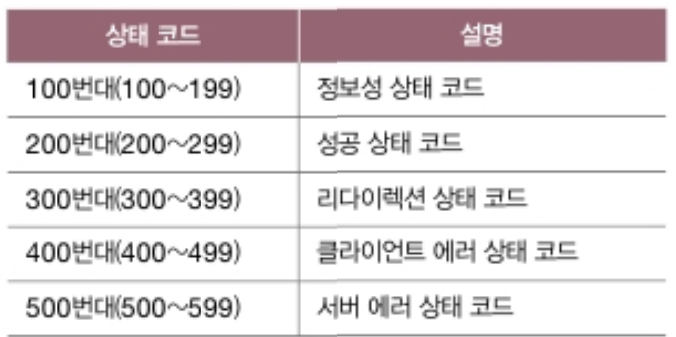 상태 코드 설명
100번대(100~199) 정보성 상태 코드
200번대(200~299) 성공 상태 코드
300번대(300~399) 리다이렉션 상태 코드
400번대(400~499) 클라이언트 에러 상태 코드
500번대(500~599) 서버 에러 상태 코드